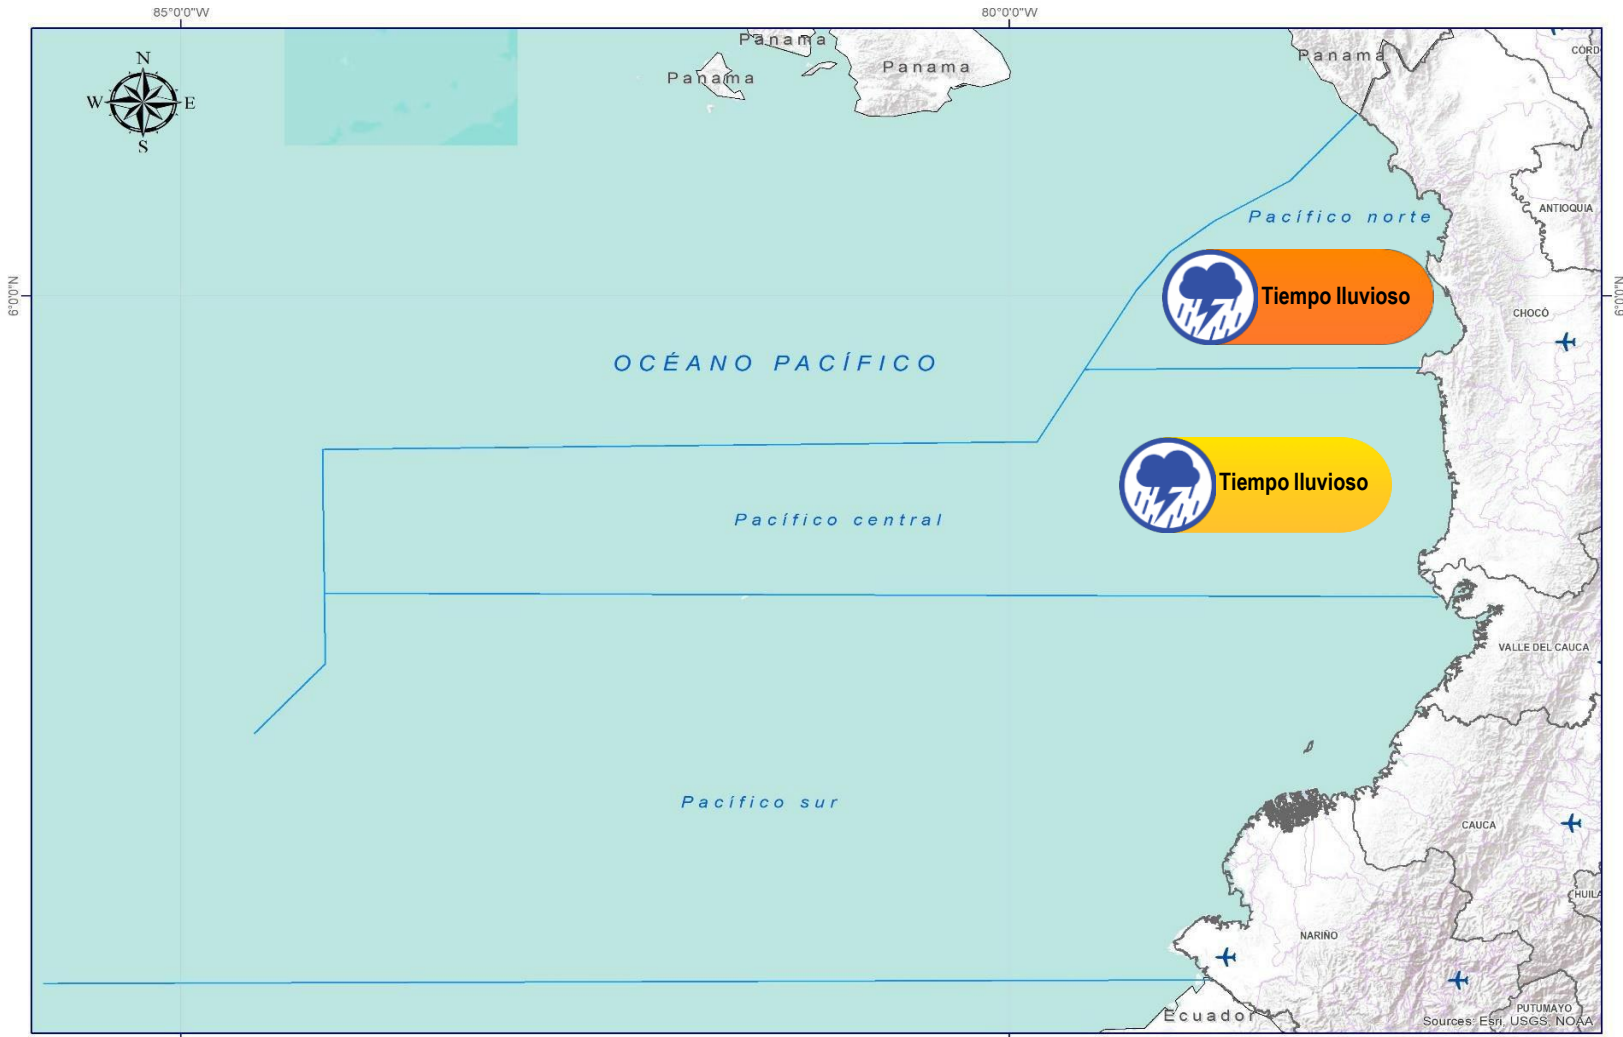 85°0'0"W
80°0'0"W
Panama
Panama
Panama
Panama
CÓRD
N
W
E
S
ANTIOQUIA
Pacífico norte
6°0'0"N
6°0'0"N
Tiempo lluvioso
CHOCÓ
OCÉANO PACÍFICO
Tiempo lluvioso
Pacífico central
VALLE DEL CAUCA
Pacífico sur
CAUCA
HUILA
NARIÑO
PUTUMAYO
Ecuador
Sources: Esri, USGS, NOAA